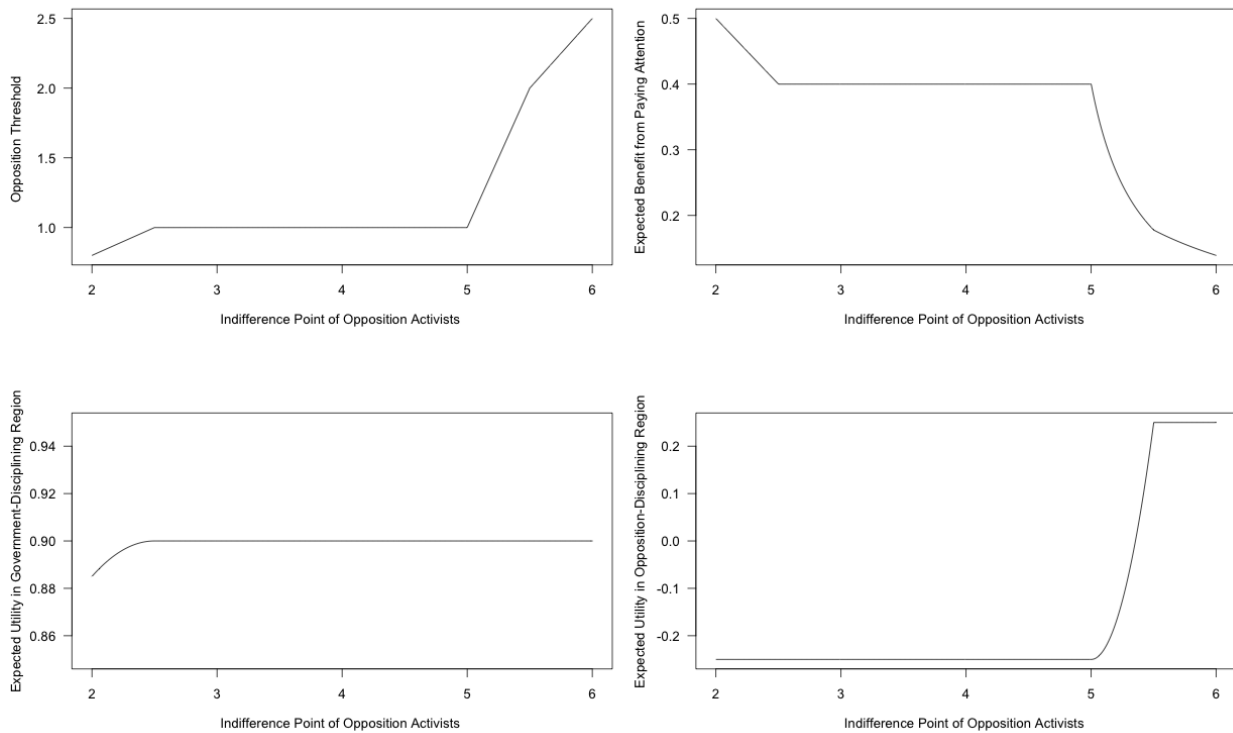 Opposition Threshold
2.5
2.0
1.5
1.0
2 3 4 5 6
Indifference Point of Opposition Activists
Expected Benefit from Paying Attention
0.5
0.4
0.3
0.2
2 3 4 5 6
Indifference Point of Opposition Activists
Expected Utility in Government-Disciplining Region
0.94
0.92
0.90
0.88
0.86
2 3 4 5 6
Indifference Point of Opposition Activists
Expected Utility in Opposition-Disciplining Region
0.2
0.1
0.0
-0.1
-0.2
2 3 4 5 6
Indifference Point of Opposition Activists